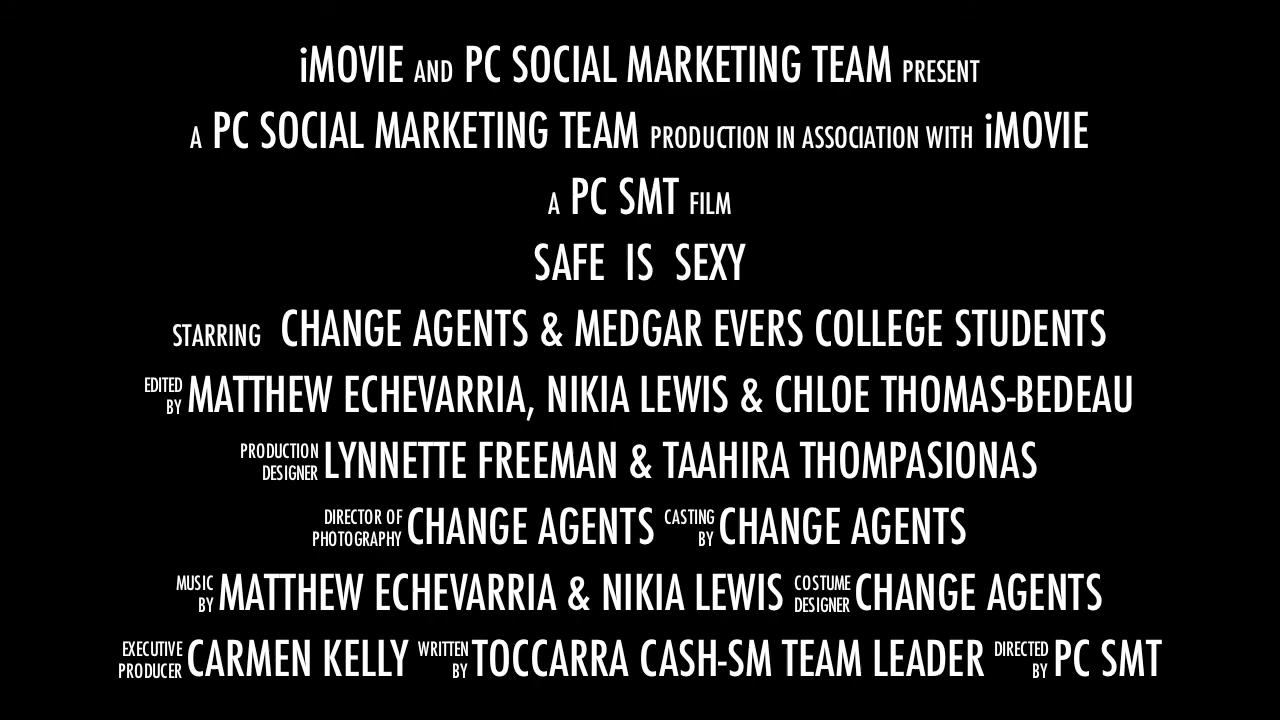 iMOVIE AND PC SOCIAL MARKETING TEAM PRESENT
A PC SOCIAL MARKETING TEAM PRODUCTION IN ASSOCIATION WITH iMOVIE
A PC SMT FILM
SAFE IS SEXY
STARRING CHANGE AGENTS & MEDGAR EVERS COLLEGE STUDENTS
EDITED BY MATTHEW ECHEVARRIA, NIKIA LEWIS & CHLOE THOMAS-BEDEAU
PRODUCTION DESIGNER LYNNETTE FREEMAN & TAAHIRA THOMPASIONAS
DIRECTOR OF PHOTOGRAPHY CHANGE AGENTS CASTING BY CHANGE AGENTS
MUSIC BY MATTHEW ECHEVARRIA & NIKIA LEWIS COSTUME DESIGNER CHANGE AGENTS
EXECUTIVE PRODUCER CARMEN KELLY WRITTEN BY TOCCARRA CASH-SM TEAM LEADER DIRECTED BY PC SMT